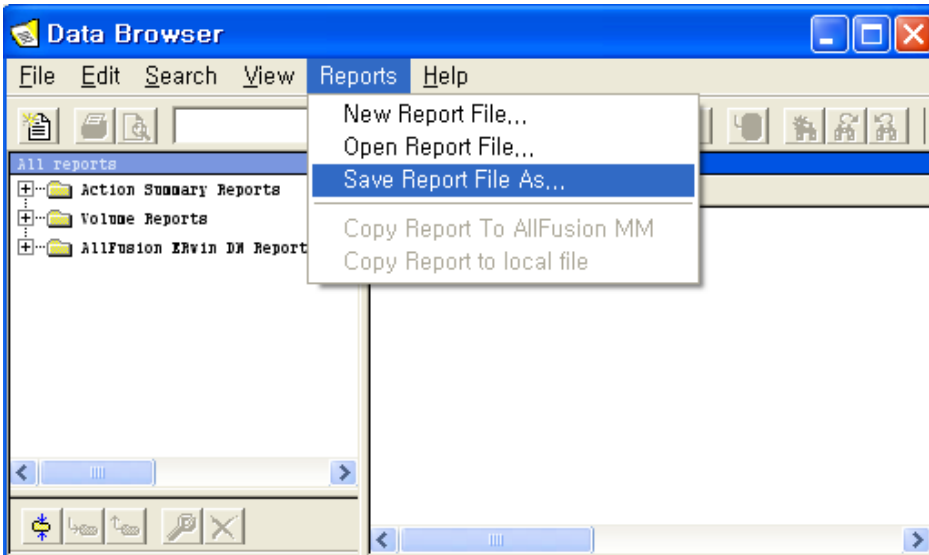 Data Browser
File Edit Search View Reports Help
New Report File...
Open Report File...
Save Report File As...
Copy Report To AllFusion MM
Copy Report to local file
All reports
Action Summary Reports
Volume Reports
AllFusion ERwin DM Report